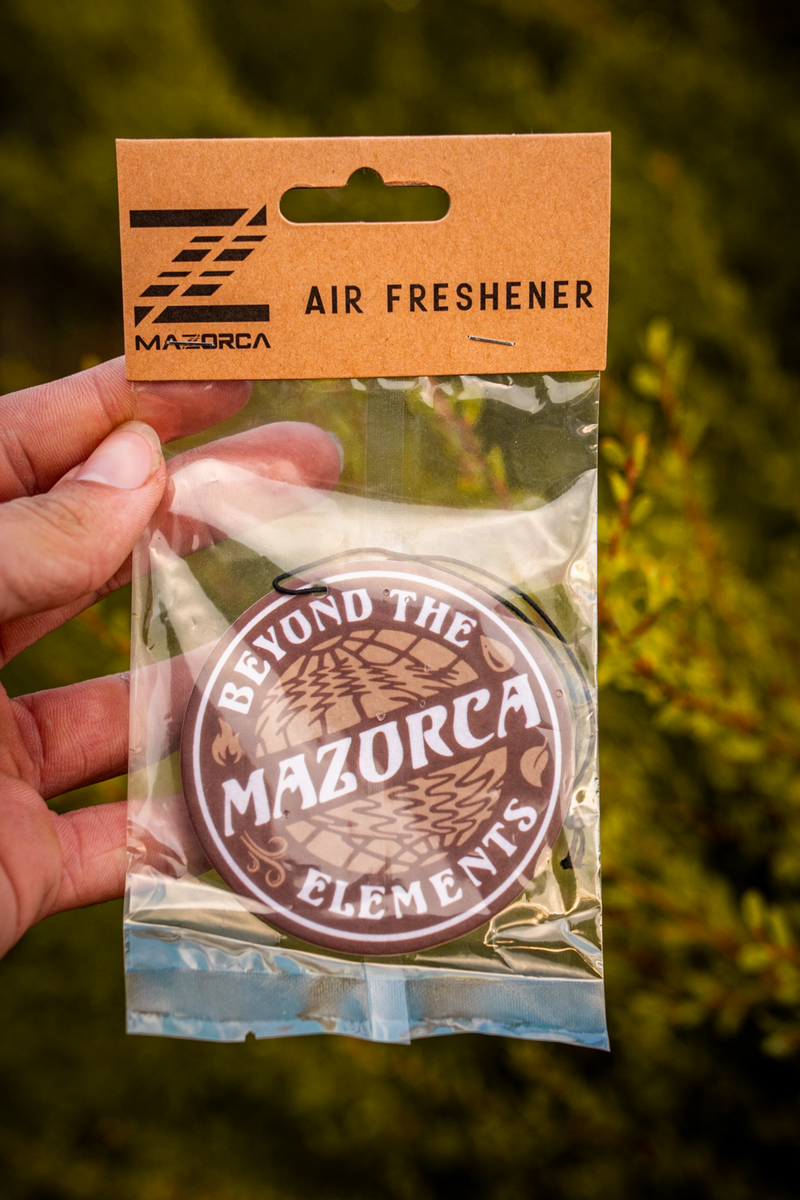 MAZORCA
AIR FRESHENER
BEYOND THE
MAZORCA
ELEMENTS